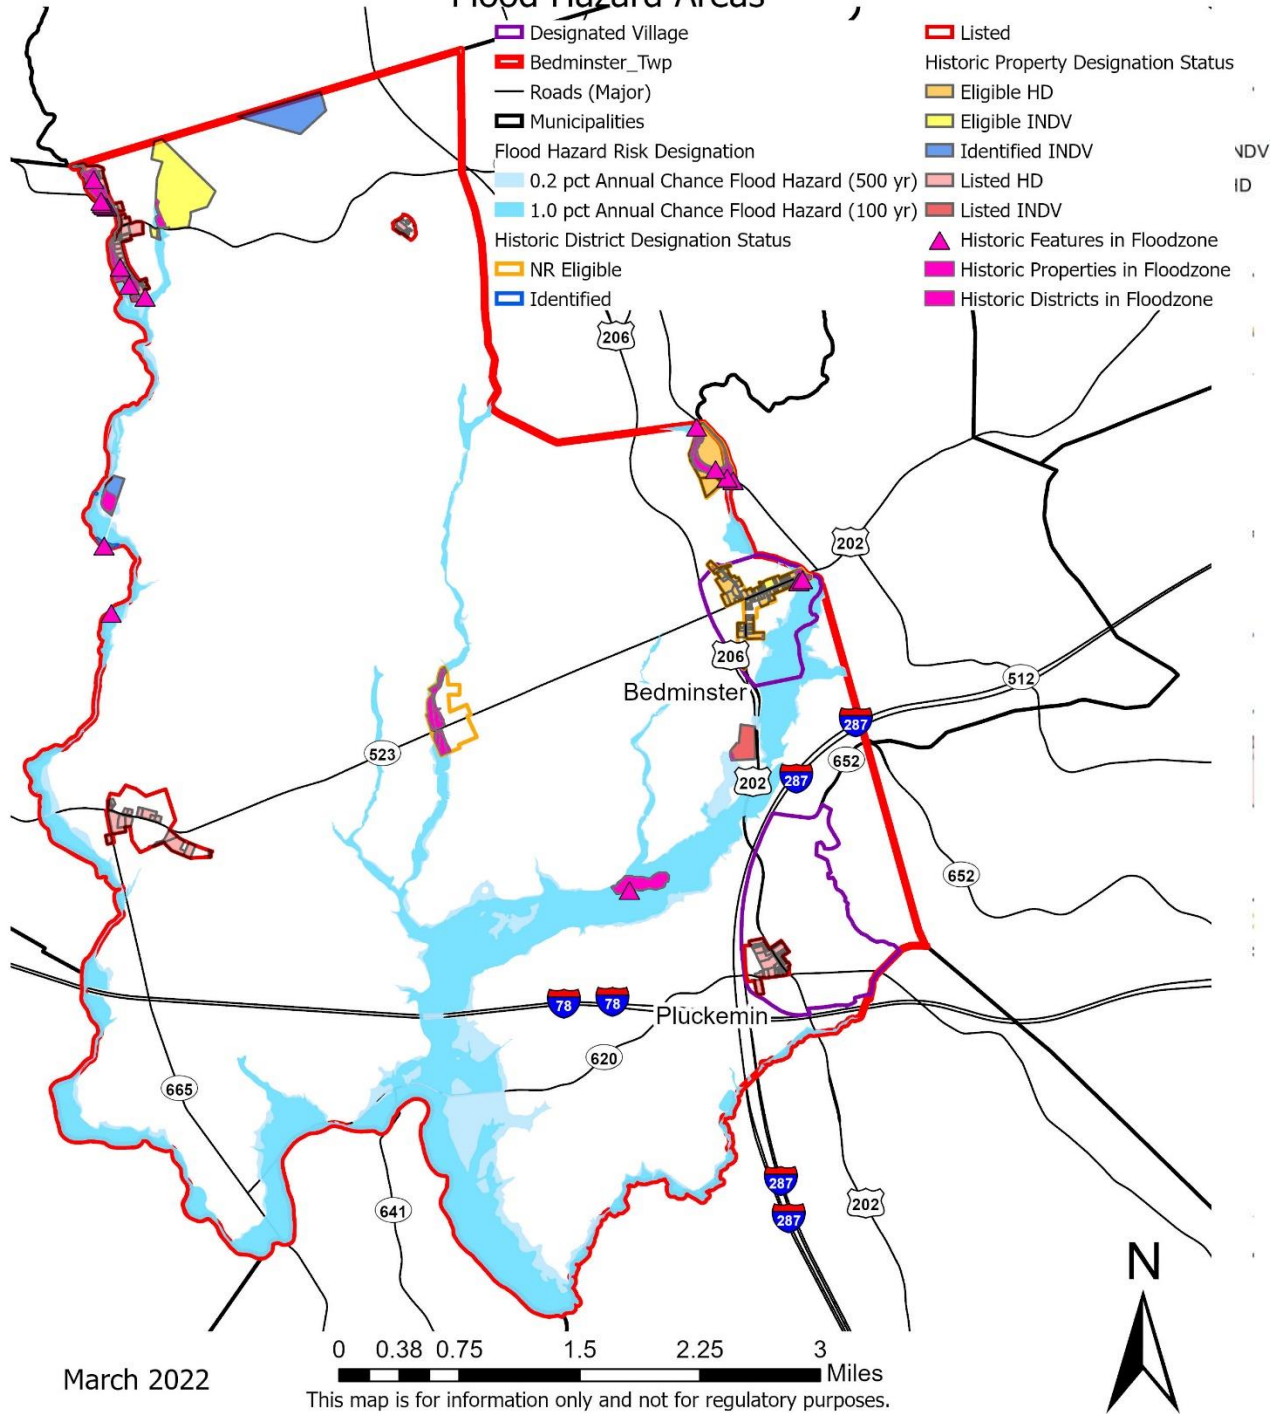 Flood Hazard Areas
Designated Village
Bedminster_Twp
Roads (Major)
Municipalities
Flood Hazard Risk Designation
0.2 pct Annual Chance Flood Hazard (500 yr)
1.0 pct Annual Chance Flood Hazard (100 yr)
Historic District Designation Status
NR Eligible
Identified
Listed
Historic Property Designation Status
Eligible HD
Eligible INDV
Identified INDV
Listed HD
Listed INDV
Historic Features in Floodzone
Historic Properties in Floodzone
Historic Districts in Floodzone
NDV
HD
206
202
206
Bedminster
512
287
523
652
287
202
652
78
78
Pluckemin
620
665
287
202
641
287
N
0 0.38 0.75 1.5 2.25 3
Miles
March 2022
This map is for information only and not for regulatory purposes.